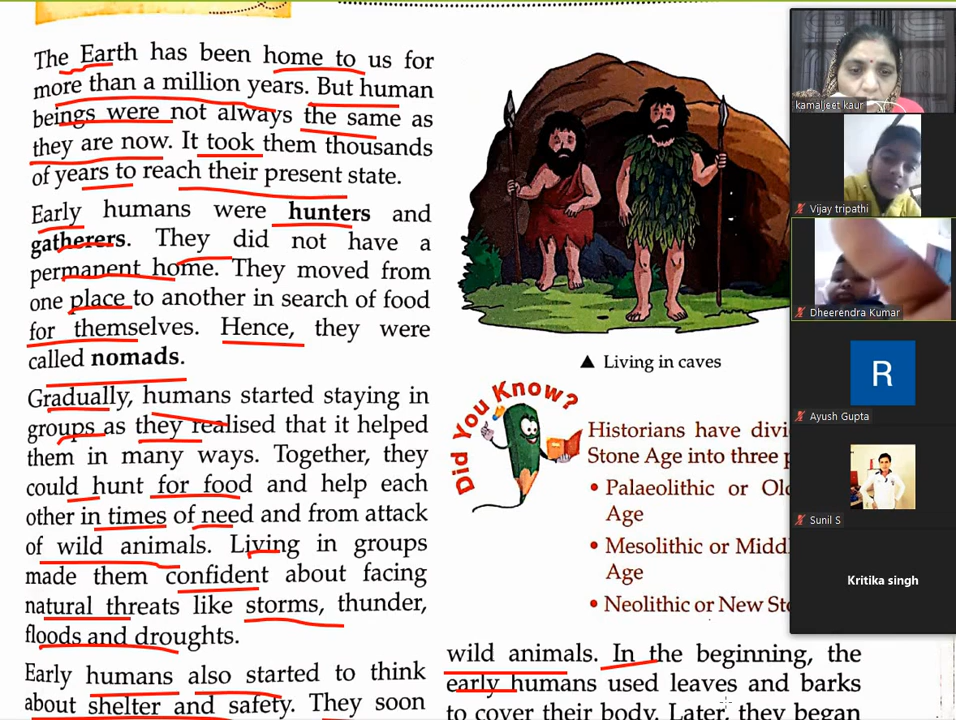 The Earth has been home to us for
more than a million years. But human
beings were not always the same as
they are now. It took them thousands
of years to reach their present state.
Early humans were hunters and
gatherers. They did not have a
permanent home. They moved from
one place to another in search of food
for themselves. Hence, they were
called nomads.
Gradually, humans started staying in
groups as they realised that it helped
them in many ways. Together, they
could hunt for food and help each
other in times of need and from attack
of wild animals. Living in groups
made them confident about facing
natural threats like storms, thunder,
floods and droughts.
Early humans also started to think
about shelter and safety. They soon
▲ Living in caves
Did You Know?
Historians have divi
Stone Age into three p
• Palaeolithic or Ol
Age
• Mesolithic or Midd
Age
• Neolithic or New Sto
wild animals. In the beginning, the
early humans used leaves and barks
to cover their body. Later, they began
kamaljeet kaur
Vijay tripathi
Dheerendra Kumar
R
Ayush Gupta
Sunil S
Kritika singh